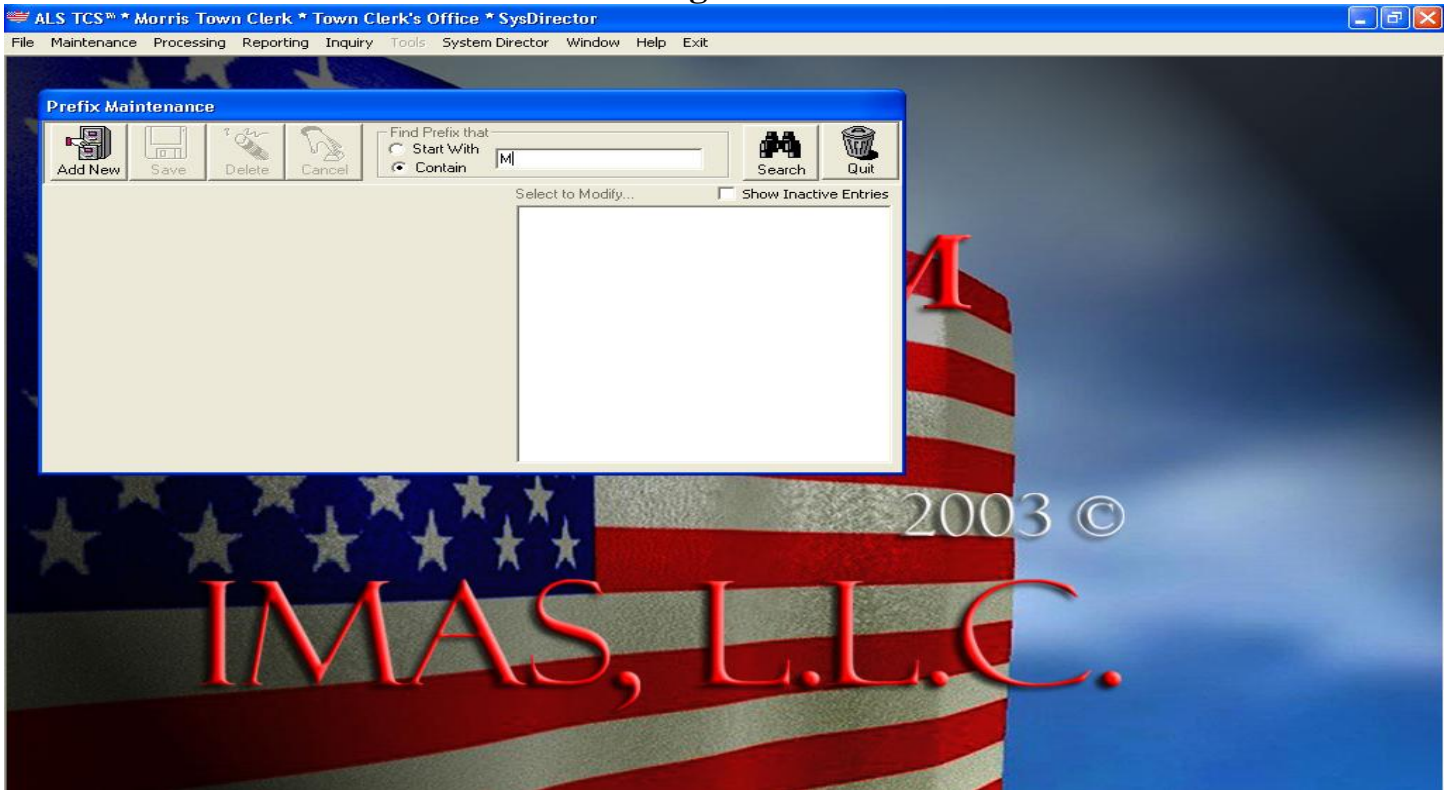 ALS TCS™ * Morris Town Clerk * Town Clerk's Office * SysDirector
File Maintenance Processing Reporting Inquiry Tools System Director Window Help Exit
Prefix Maintenance
Find Prefix that
Start With
Contain
M
Add New Save Delete Cancel Search Quit
Select to Modify... Show Inactive Entries
M
2003 ©
IMAS, L.L.C.